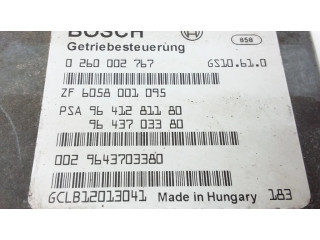 BOSCH
Getriebesteuerung 658
0 260 002 767 GS10.61.0
ZF 6058 001 095
PSA 96 412 811 80
96 437 033 80
002 9643703380
GCLB12013041 Made in Hungary 183